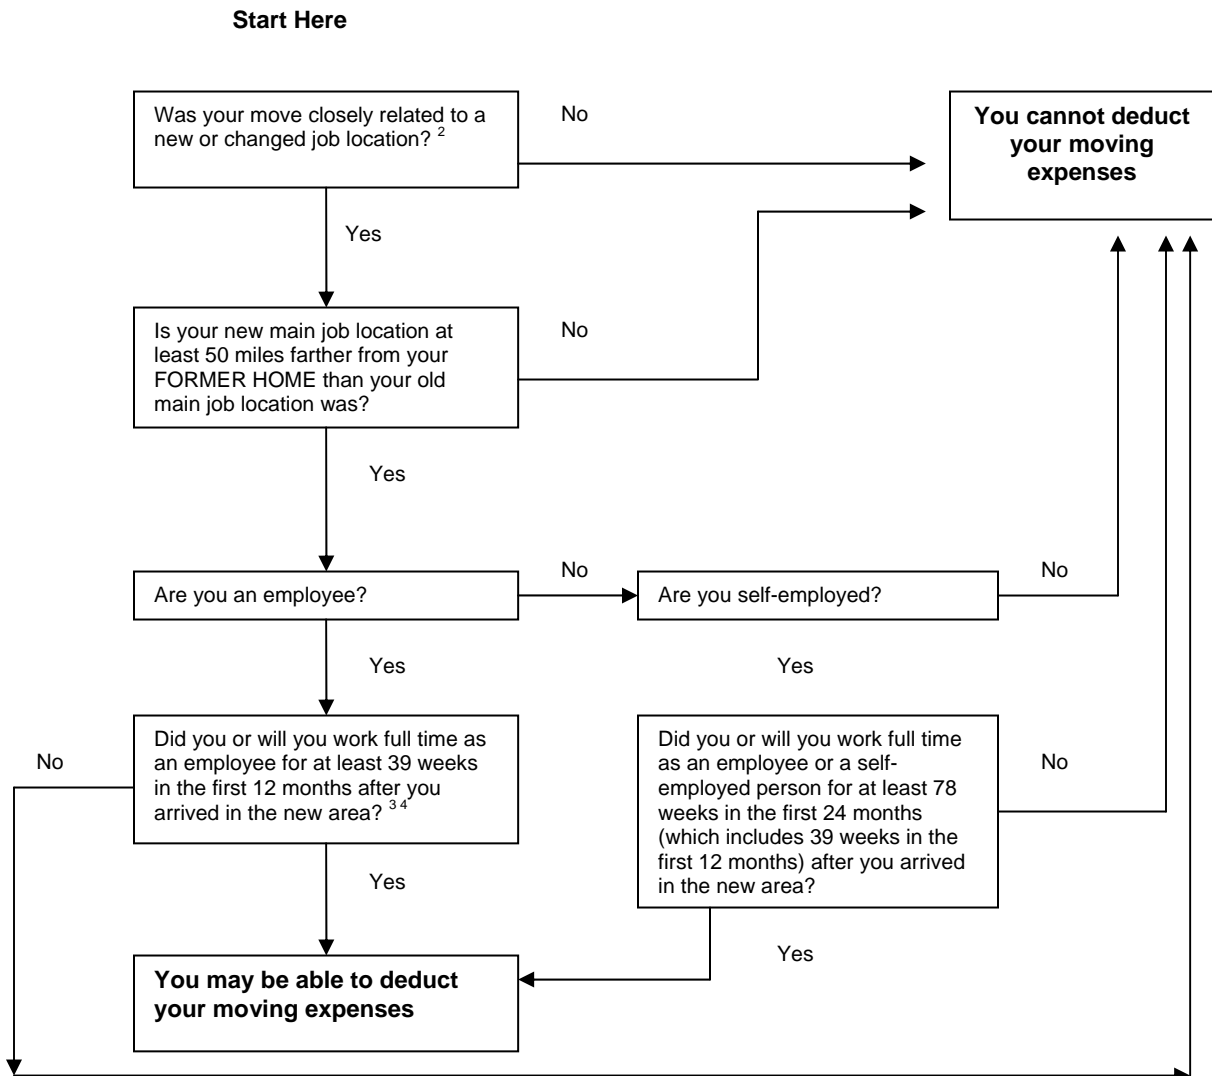 Start Here
Was your move closely related to a
new or changed job location? 2
No
You cannot deduct
your moving
expenses
Yes
Is your new main job location at
least 50 miles farther from your
FORMER HOME than your old
main job location was?
No
Yes
Are you an employee?
No
Are you self-employed?
No
Yes
Yes
No
Did you or will you work full time as
an employee for at least 39 weeks
in the first 12 months after you
arrived in the new area? 3 4
Did you or will you work full time
as an employee or a self-
employed person for at least 78
weeks in the first 24 months
(which includes 39 weeks in the
first 12 months) after you arrived
in the new area?
No
Yes
Yes
You may be able to deduct
your moving expenses